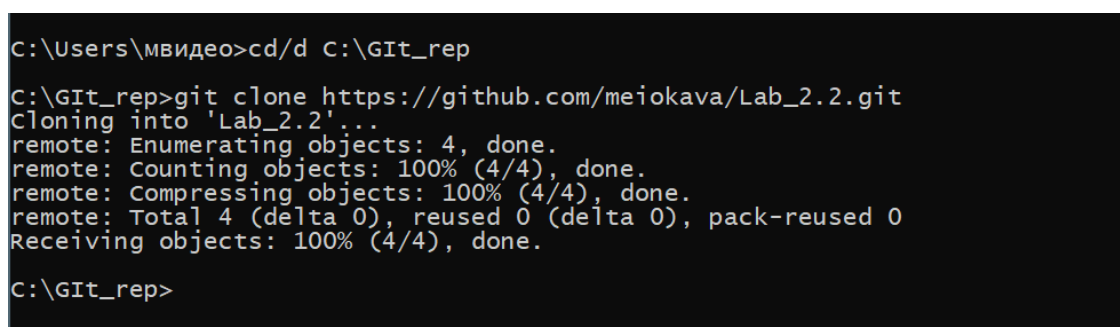 C:\Users\мвидео>cd/d C:\GIt_rep
C:\GIt_rep>git clone https://github.com/meiokava/Lab_2.2.git
Cloning into 'Lab_2.2'...
remote: Enumerating objects: 4, done.
remote: Counting objects: 100% (4/4), done.
remote: Compressing objects: 100% (4/4), done.
remote: Total 4 (delta 0), reused 0 (delta 0), pack-reused 0
Receiving objects: 100% (4/4), done.
C:\GIt_rep>